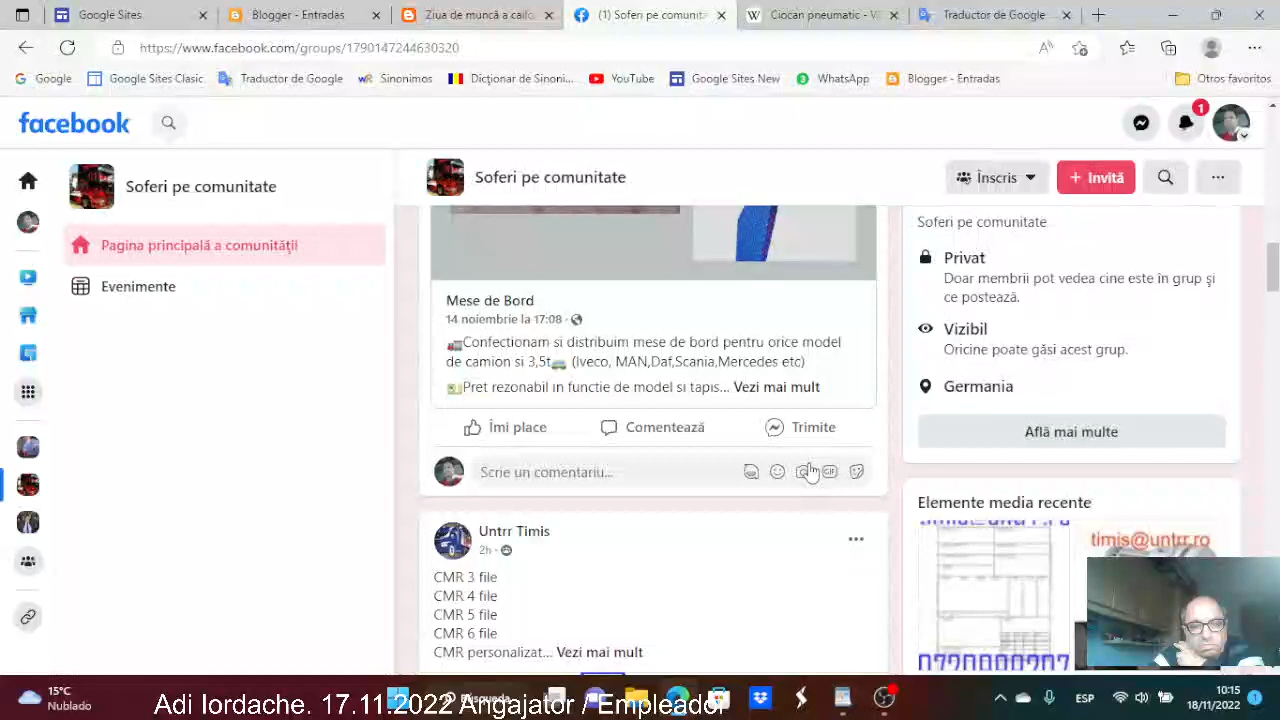 Google Sites
Blogger - Entradas
Ziua de muncă a cailo
(1) Soferi pe comunita
Ciocan pneumatic - W
Traductor de Google
https://www.facebook.com/groups/1790147244630320
Google
Google Sites Clasic
Traductor de Google
Sinonimos
Dicționar de Sinoni...
YouTube
Google Sites New
WhatsApp
Blogger - Entradas
Otros favoritos
facebook
1
Soferi pe comunitate
Soferi pe comunitate
Înscris
+ Invită
Pagina principală a comunității
Evenimente
Mese de Bord
14 noiembrie la 17:08
Confectionam si distribuim mese de bord pentru orice model
de camion si 3,5t (Iveco, MAN,Daf,Scania,Mercedes etc)
Pret rezonabil in functie de model si tapis... Vezi mai mult
Îmi place
Comentează
Trimite
Scrie un comentariu...
GIF
Untrr Timis
2h
CMR 3 file
CMR 4 file
CMR 5 file
CMR 6 file
CMR personalizat... Vezi mai mult
Soferi pe comunitate
Privat
Doar membrii pot vedea cine este în grup și
ce postează.
Vizibil
Oricine poate găsi acest grup.
Germania
Află mai multe
Elemente media recente
timis@untrr.ro
0720000207
15°C
Nublado
Búsqueda
Adi Iordache. 17.11.2022 Angajator / Empleador
ESP
10:15
18/11/2022